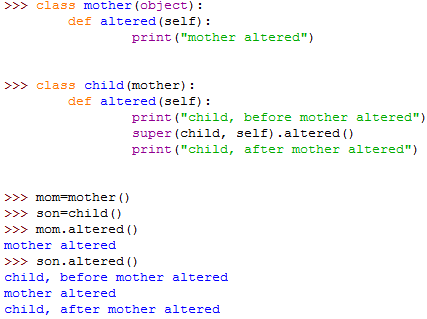 >>> class mother(object):
        def altered(self):
                print("mother altered")
>>> class child(mother):
        def altered(self):
                print("child, before mother altered")
                super(child, self).altered()
                print("child, after mother altered")
>>> mom=mother()
>>> son=child()
>>> mom.altered()
mother altered
>>> son.altered()
child, before mother altered
mother altered
child, after mother altered